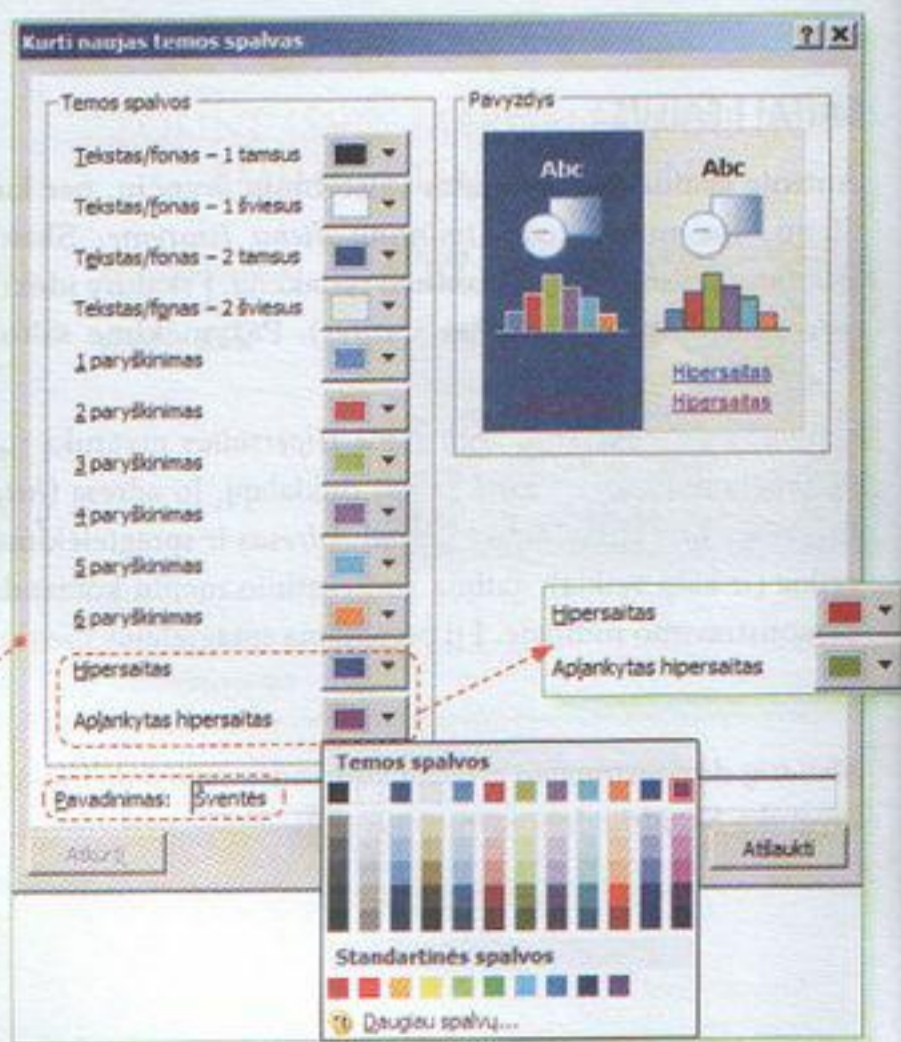 Kurti naujas temos spalvas
Temos spalvos
Tekstas/fonas – 1 tamsus
Tekstas/fonas – 1 šviesus
Tekstas/fonas – 2 tamsus
Tekstas/fonas – 2 šviesus
1 paryškinimas
2 paryškinimas
3 paryškinimas
4 paryškinimas
5 paryškinimas
6 paryškinimas
Hipersaitas
Aplankytas hipersaitas
Pavadinimas: Šventės
Atkurti
Pavyzdys
Abc Abc
Hipersaitas
Hipersaitas
Hipersaitas
Aplankytas hipersaitas
Temos spalvos
Standartinės spalvos
Daugiau spalvų...
Atšaukti